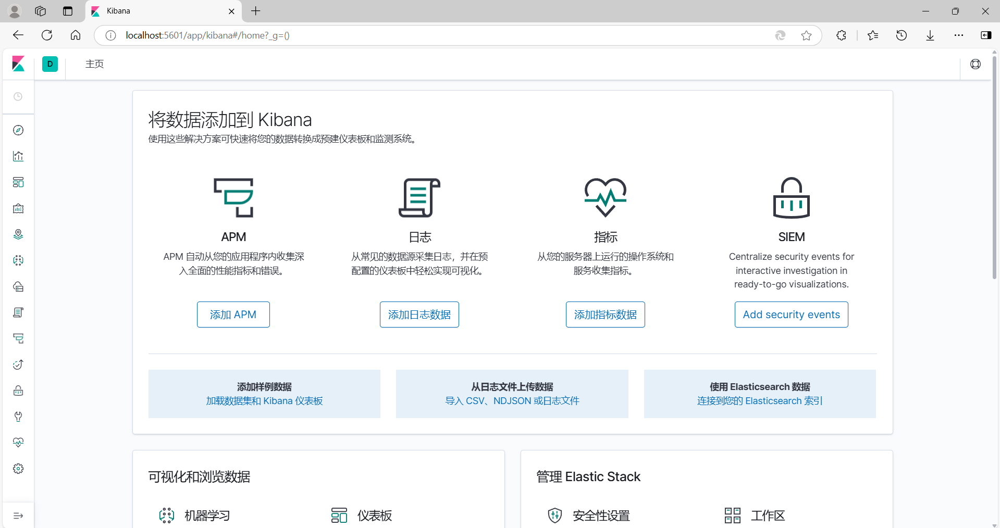 Kibana
localhost:5601/app/kibana#/home?_g=()
D
主页
将数据添加到 Kibana
使用这些解决方案可快速将您的数据转换成预建仪表板和监测系统。
APM
APM 自动从您的应用程序内收集深
入全面的性能指标和错误。
添加 APM
日志
从常见的数据源采集日志，并在预
配置的仪表板中轻松实现可视化。
添加日志数据
指标
从您的服务器上运行的操作系统和
服务收集指标。
添加指标数据
SIEM
Centralize security events for
interactive investigation in
ready-to-go visualizations.
Add security events
添加样例数据
加载数据集和 Kibana 仪表板
从日志文件上传数据
导入 CSV、NDJSON 或日志文件
使用 Elasticsearch 数据
连接到您的 Elasticsearch 索引
可视化和浏览数据
机器学习
仪表板
管理 Elastic Stack
安全性设置
工作区